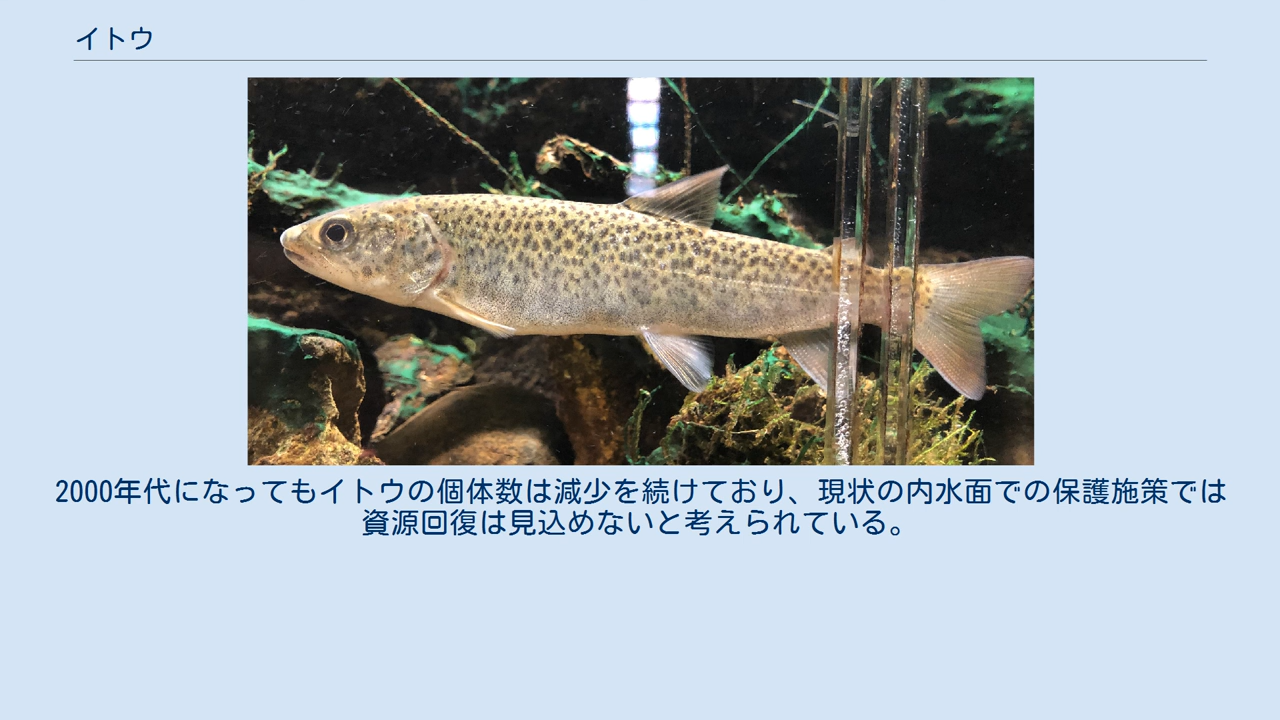 イトウ
2000年代になってもイトウの個体数は減少を続けており、現状の内水面での保護施策では
資源回復は見込めないと考えられている。